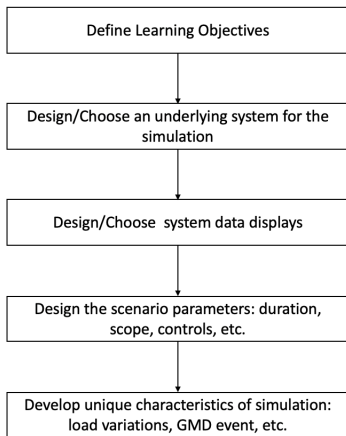 Define Learning Objectives
Design/Choose an underlying system for the
simulation
Design/Choose system data displays
Design the scenario parameters: duration,
scope, controls, etc.
Develop unique characteristics of simulation:
load variations, GMD event, etc.